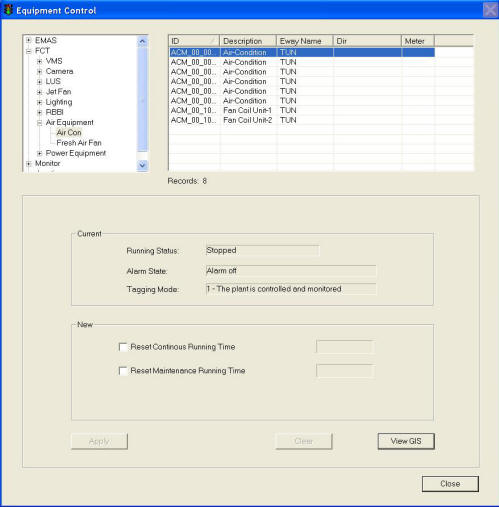 Equipment Control
EMAS
FCT
VMS
Camera
LUS
Jet Fan
Lighting
RBBI
Air Equipment
Air Con
Fresh Air Fan
Power Equipment
Monitor
ID Description Eway Name Dir Meter
ACM_00_00... Air-Condition TUN
ACM_00_00... Air-Condition TUN
ACM_00_00... Air-Condition TUN
ACM_00_00... Air-Condition TUN
ACM_00_00... Air-Condition TUN
ACM_00_00... Air-Condition TUN
ACM_00_10... Fan Coil Unit-1 TUN
ACM_00_10... Fan Coil Unit-2 TUN
Records: 8
Current
Running Status: Stopped
Alarm State: Alarm off
Tagging Mode: 1 - The plant is controlled and monitored
New
Reset Continous Running Time
Reset Maintenance Running Time
Apply Clear View GIS
Close